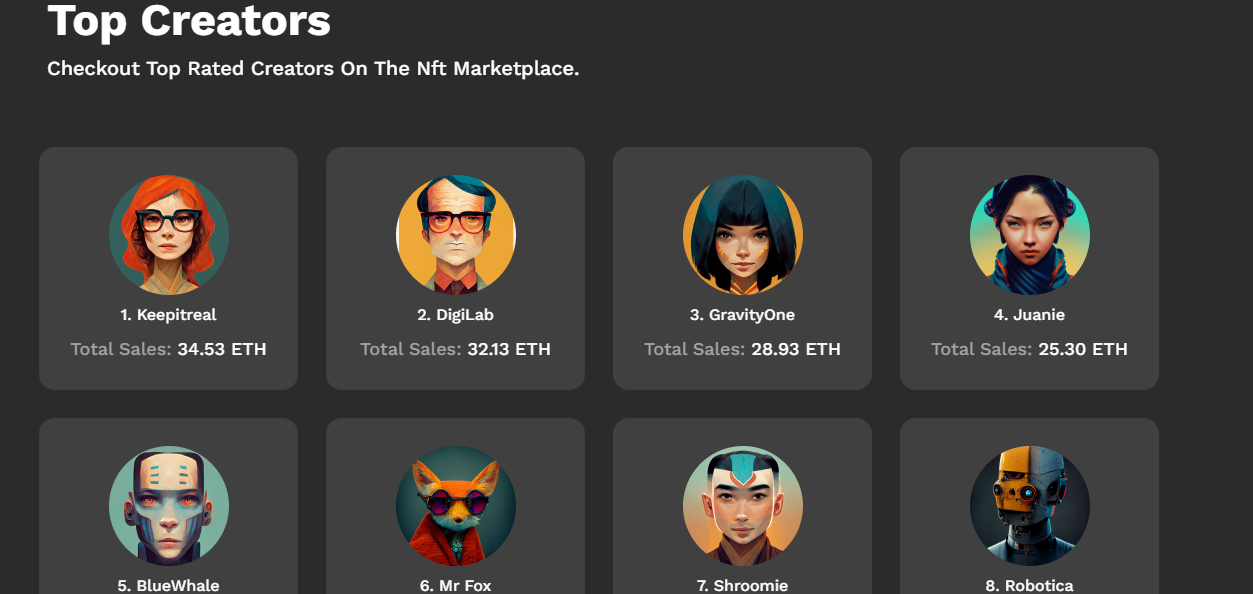 Top Creators
Checkout Top Rated Creators On The Nft Marketplace.
1. Keepitreal
Total Sales: 34.53 ETH
2. DigiLab
Total Sales: 32.13 ETH
3. GravityOne
Total Sales: 28.93 ETH
4. Juanie
Total Sales: 25.30 ETH
5. BlueWhale
6. Mr Fox
7. Shroomie
8. Robotica